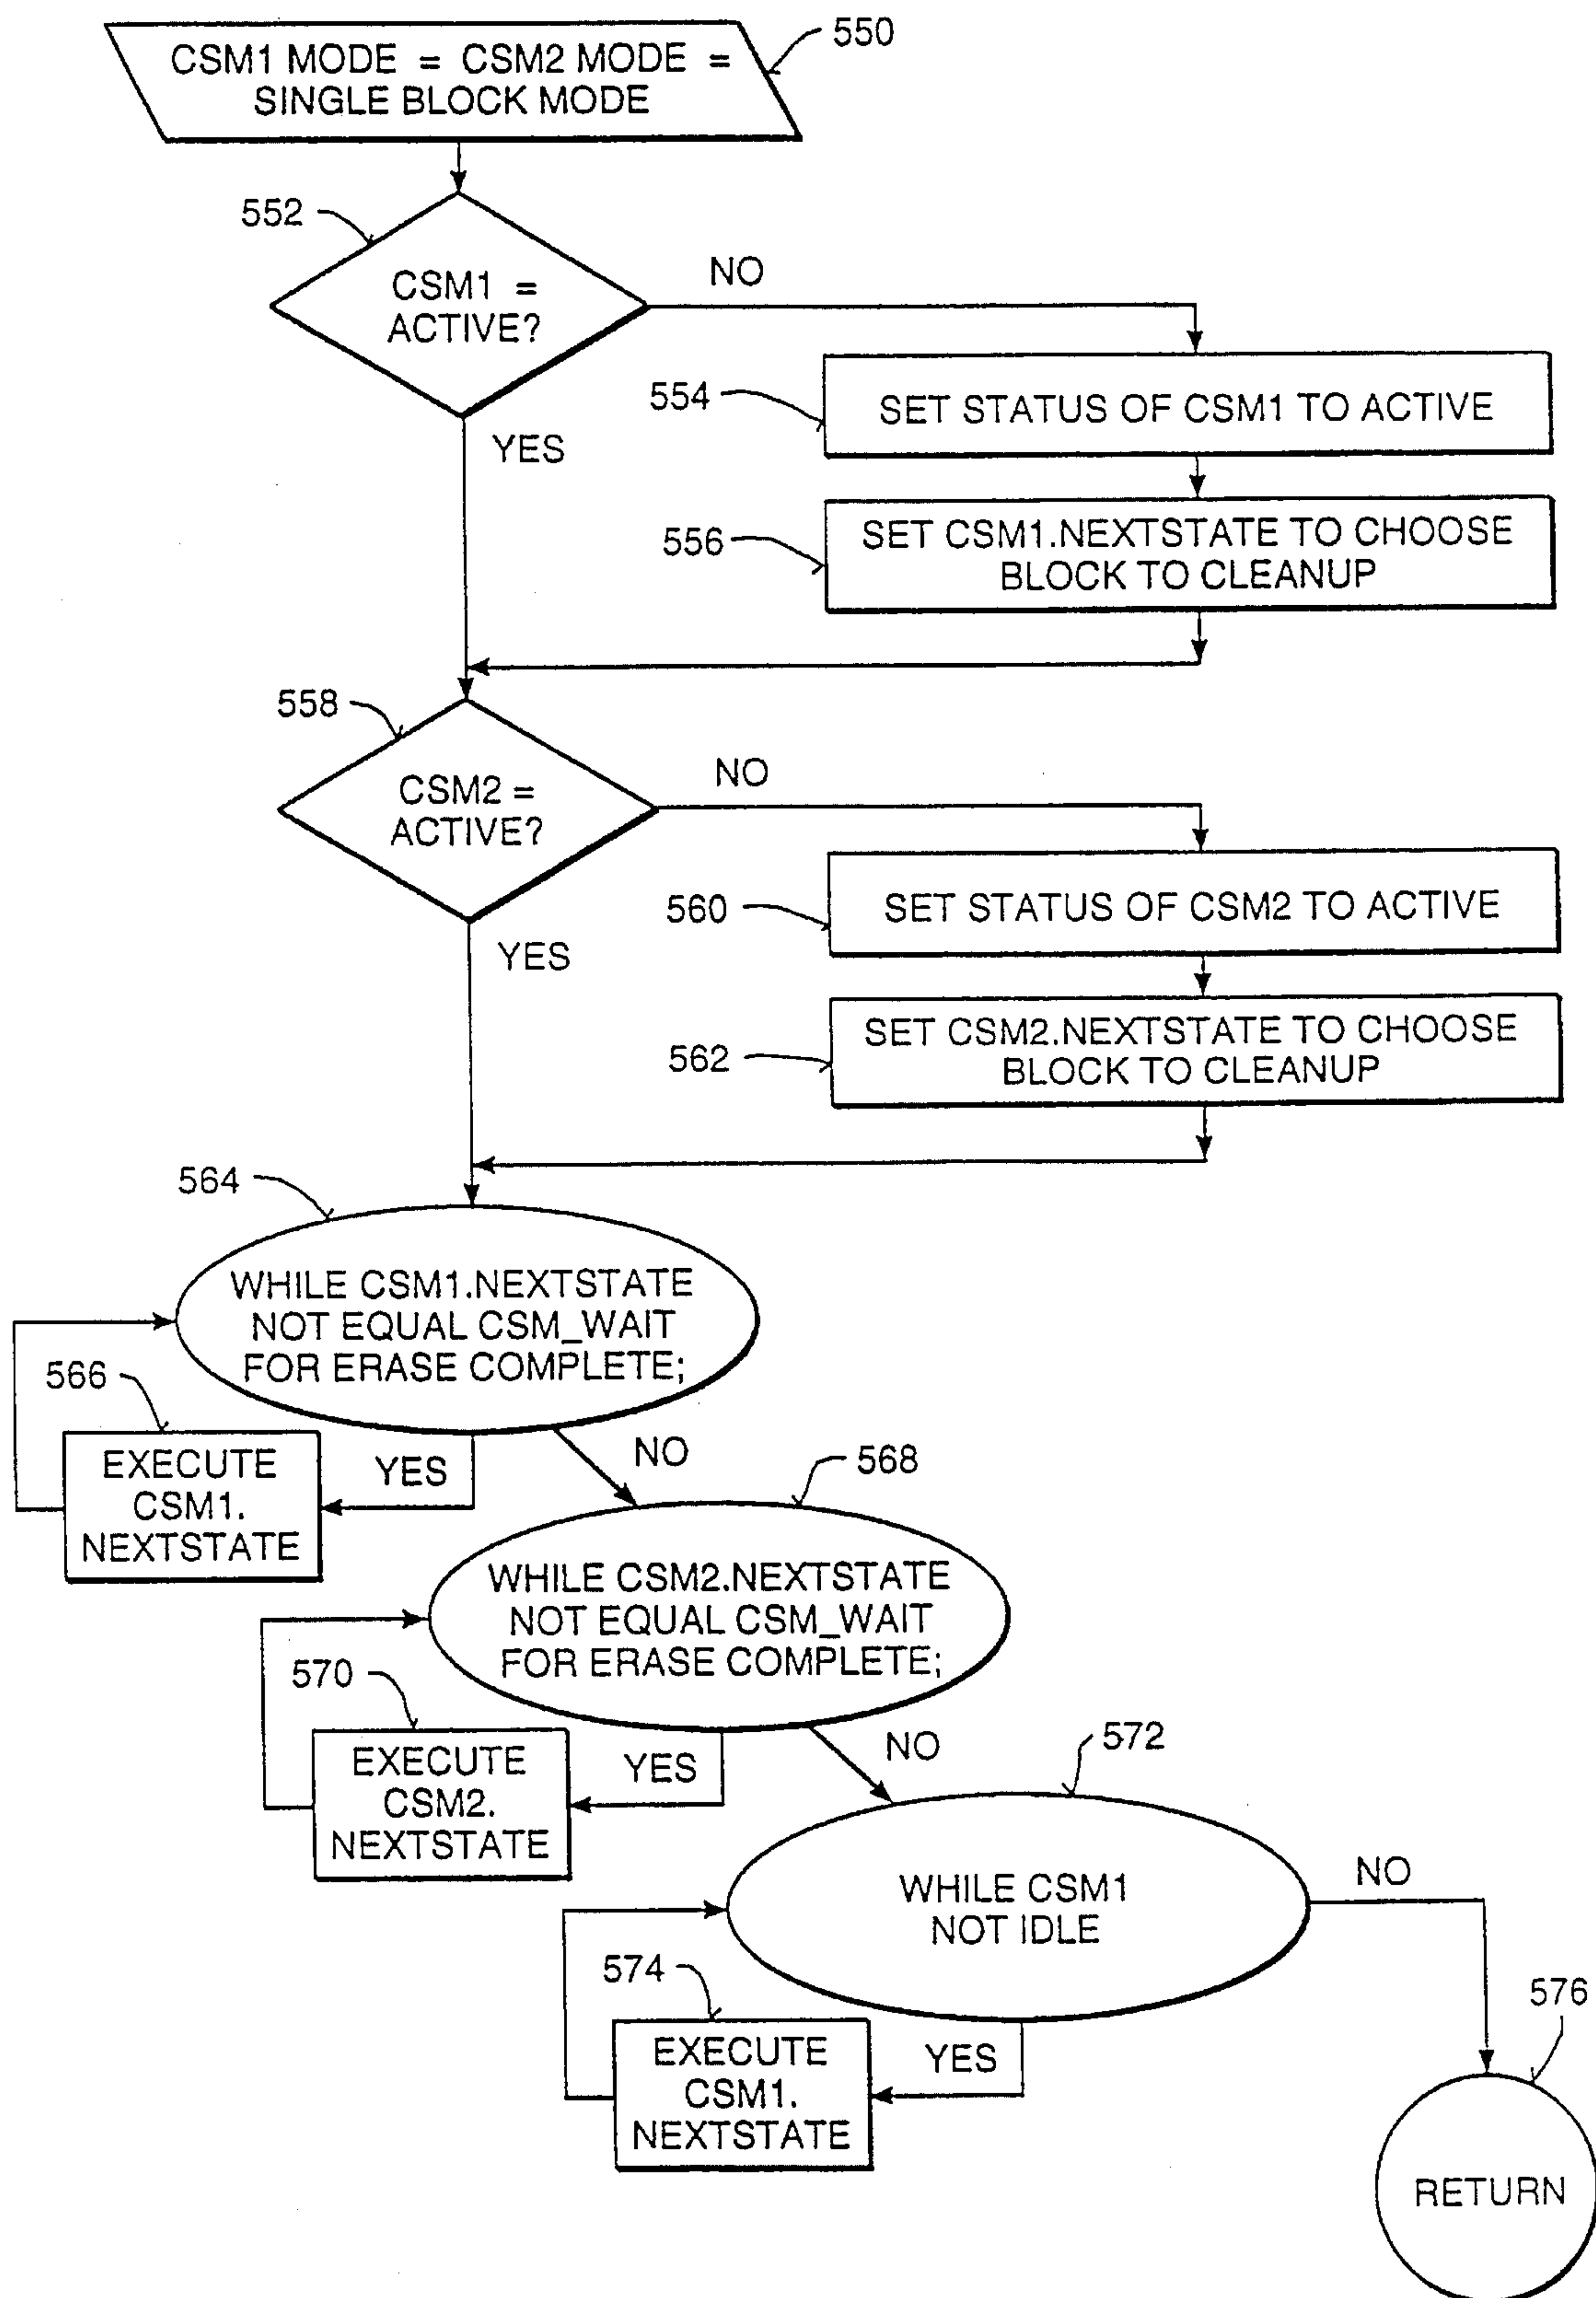 550
CSM1 MODE = CSM2 MODE =
SINGLE BLOCK MODE
552
CSM1 =
ACTIVE?
NO
YES
554
SET STATUS OF CSM1 TO ACTIVE
556
SET CSM1.NEXTSTATE TO CHOOSE
BLOCK TO CLEANUP
558
CSM2 =
ACTIVE?
NO
YES
560
SET STATUS OF CSM2 TO ACTIVE
562
SET CSM2.NEXTSTATE TO CHOOSE
BLOCK TO CLEANUP
564
WHILE CSM1.NEXTSTATE
NOT EQUAL CSM_WAIT
FOR ERASE COMPLETE;
566
EXECUTE
CSM1.
NEXTSTATE
YES
NO
568
WHILE CSM2.NEXTSTATE
NOT EQUAL CSM_WAIT
FOR ERASE COMPLETE;
570
EXECUTE
CSM2.
NEXTSTATE
YES
NO
572
WHILE CSM1
NOT IDLE
NO
574
EXECUTE
CSM1.
NEXTSTATE
YES
576
RETURN